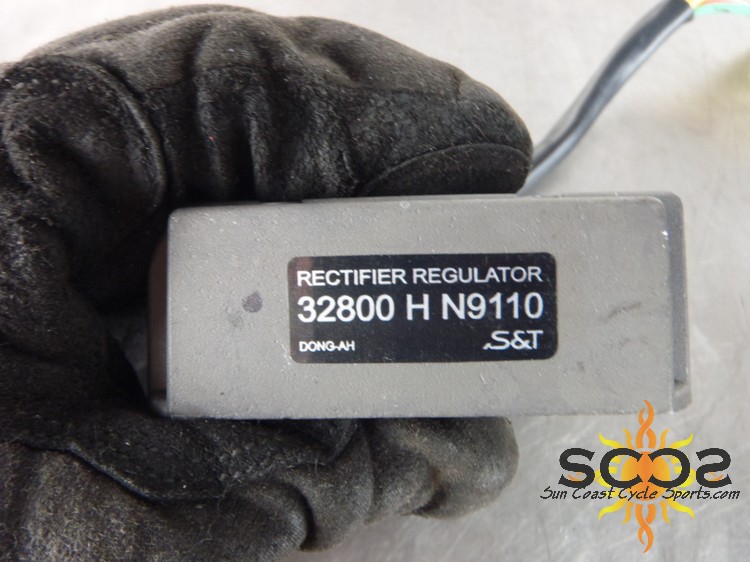 RECTIFIER REGULATOR
32800 H N9110
DONG-AH S&T
SCCS
Sun Coast Cycle Sports.com